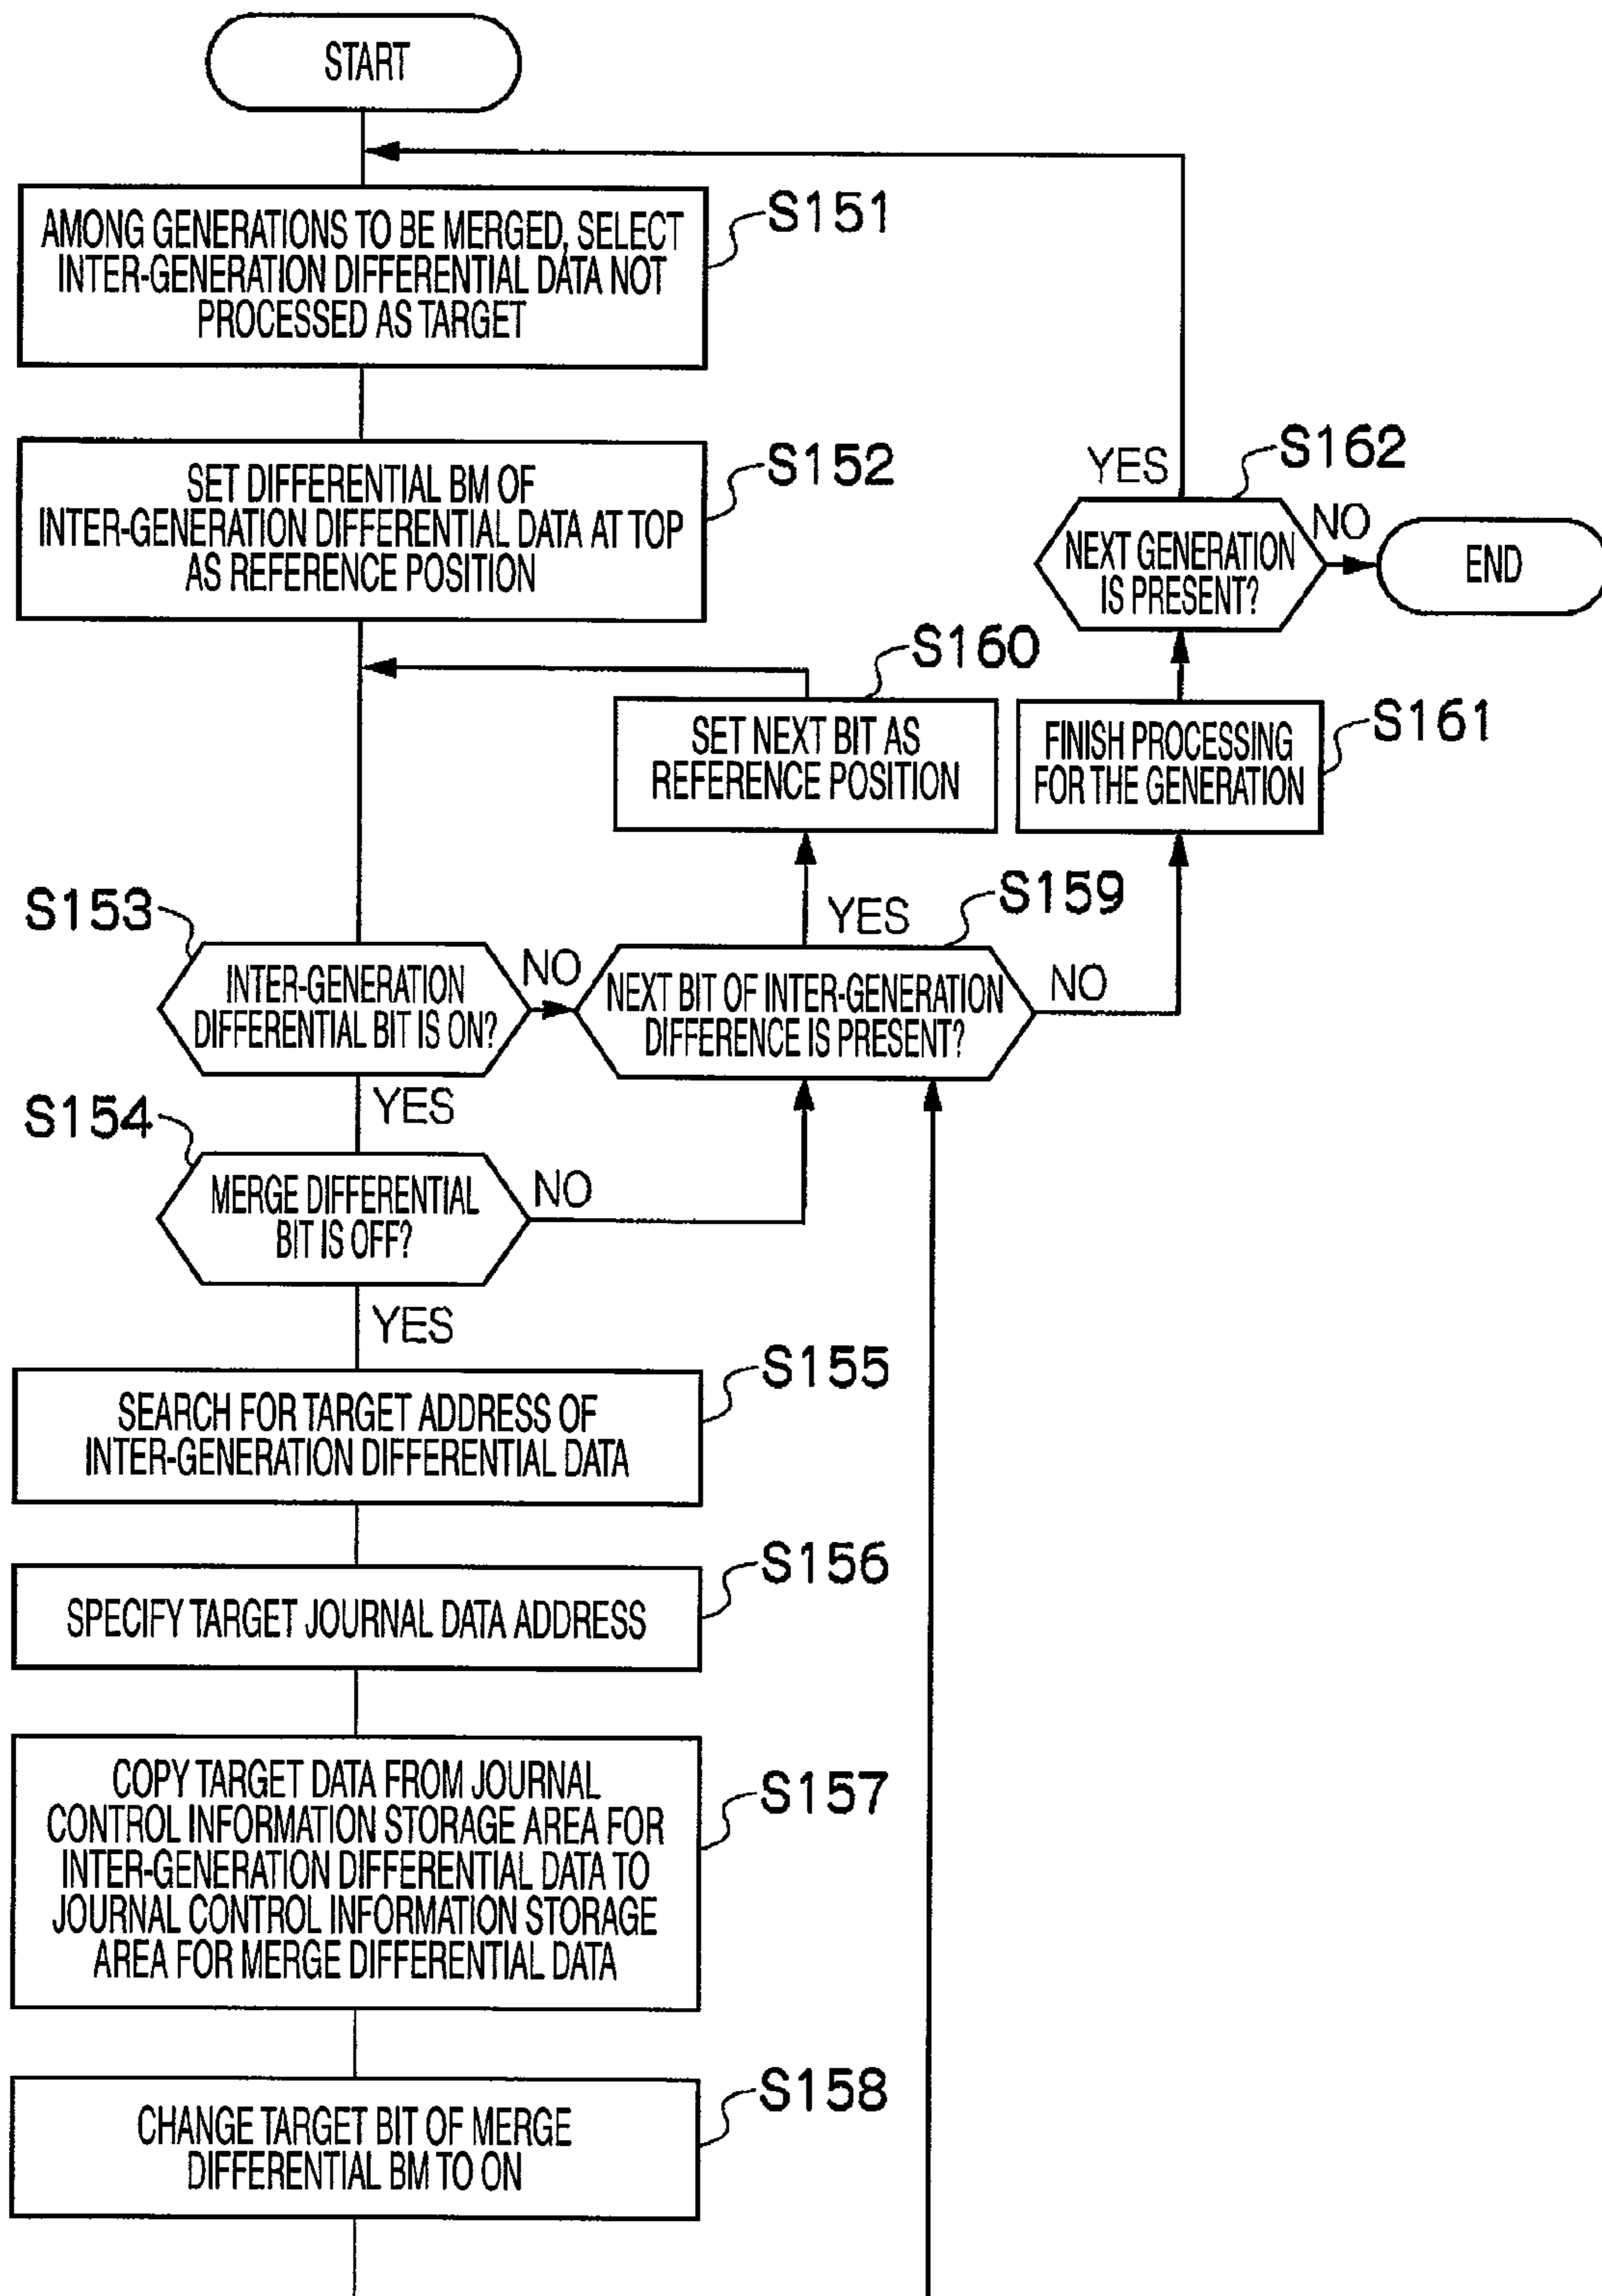 START
S151
AMONG GENERATIONS TO BE MERGED, SELECT
INTER-GENERATION DIFFERENTIAL DATA NOT
PROCESSED AS TARGET
S152
SET DIFFERENTIAL BM OF
INTER-GENERATION DIFFERENTIAL DATA AT TOP
AS REFERENCE POSITION
YES
S162
NEXT GENERATION
IS PRESENT?
NO
END
S160
SET NEXT BIT AS
REFERENCE POSITION
S161
FINISH PROCESSING
FOR THE GENERATION
S153
INTER-GENERATION
DIFFERENTIAL BIT IS ON?
NO
YES
S159
NEXT BIT OF INTER-GENERATION
DIFFERENCE IS PRESENT?
NO
YES
S154
MERGE DIFFERENTIAL
BIT IS OFF?
NO
YES
S155
SEARCH FOR TARGET ADDRESS OF
INTER-GENERATION DIFFERENTIAL DATA
S156
SPECIFY TARGET JOURNAL DATA ADDRESS
S157
COPY TARGET DATA FROM JOURNAL
CONTROL INFORMATION STORAGE AREA FOR
INTER-GENERATION DIFFERENTIAL DATA TO
JOURNAL CONTROL INFORMATION STORAGE
AREA FOR MERGE DIFFERENTIAL DATA
S158
CHANGE TARGET BIT OF MERGE
DIFFERENTIAL BM TO ON